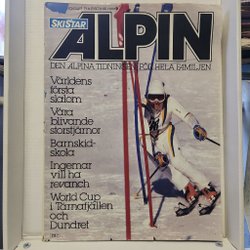 SKISTAR
ALPIN
DEN ALPINA TIDNINGEN FÖR HELA FAMILJEN
Världens
första
slalom
Våra
blivande
storstjärnor
Barnskid-
skola
Ingemar
vill ha
revanch
World Cup
i Tärnafjällen
och
Dundret